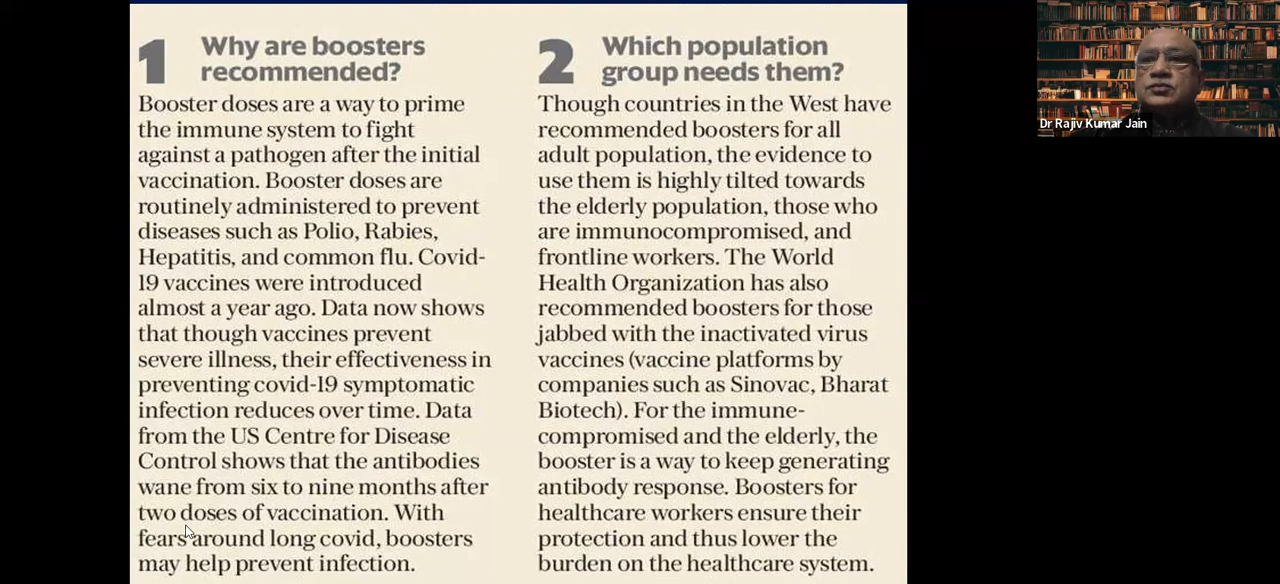 1 Why are boosters
recommended?
Booster doses are a way to prime
the immune system to fight
against a pathogen after the initial
vaccination. Booster doses are
routinely administered to prevent
diseases such as Polio, Rabies,
Hepatitis, and common flu. Covid-
19 vaccines were introduced
almost a year ago. Data now shows
that though vaccines prevent
severe illness, their effectiveness in
preventing covid-19 symptomatic
infection reduces over time. Data
from the US Centre for Disease
Control shows that the antibodies
wane from six to nine months after
two doses of vaccination. With
fears around long covid, boosters
may help prevent infection.
2 Which population
group needs them?
Though countries in the West have
recommended boosters for all
adult population, the evidence to
use them is highly tilted towards
the elderly population, those who
are immunocompromised, and
frontline workers. The World
Health Organization has also
recommended boosters for those
jabbed with the inactivated virus
vaccines (vaccine platforms by
companies such as Sinovac, Bharat
Biotech). For the immune-
compromised and the elderly, the
booster is a way to keep generating
antibody response. Boosters for
healthcare workers ensure their
protection and thus lower the
burden on the healthcare system.
Dr Rajiv Kumar Jain